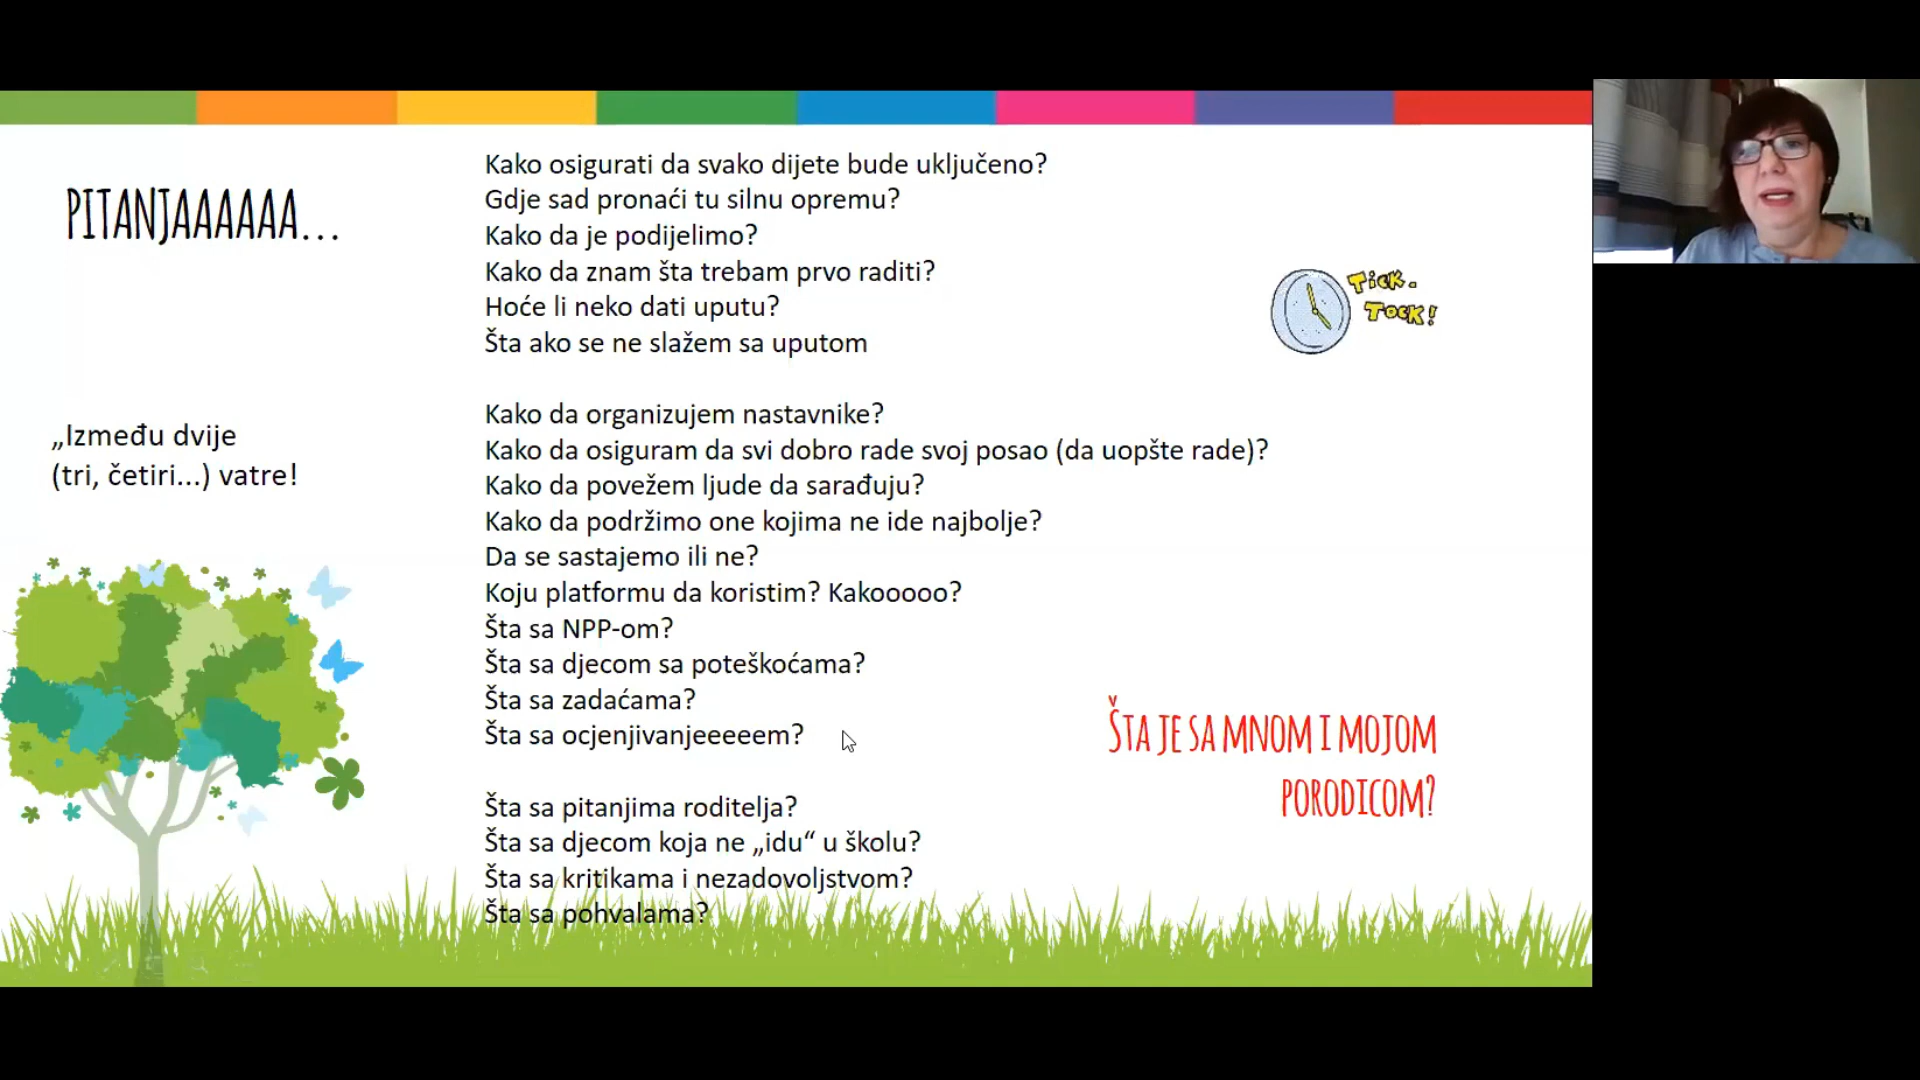 PITANJAAAAAA...
„Između dvije
(tri, četiri...) vatre!
Kako osigurati da svako dijete bude uključeno?
Gdje sad pronaći tu silnu opremu?
Kako da je podijelimo?
Kako da znam šta trebam prvo raditi?
Hoće li neko dati uputu?
Šta ako se ne slažem sa uputom
Kako da organizujem nastavnike?
Kako da osiguram da svi dobro rade svoj posao (da uopšte rade)?
Kako da povežem ljude da sarađuju?
Kako da podržimo one kojima ne ide najbolje?
Da se sastajemo ili ne?
Koju platformu da koristim? Kakooooo?
Šta sa NPP-om?
Šta sa djecom sa poteškoćama?
Šta sa zadaćama?
Šta sa ocjenjivanjeeeeem?
Šta sa pitanjima roditelja?
Šta sa djecom koja ne „idu“ u školu?
Šta sa kritikama i nezadovoljstvom?
Šta sa pohvalama?
Tick-
Tock!
ŠTA JE SA MNOM I MOJOM
PORODICOM?